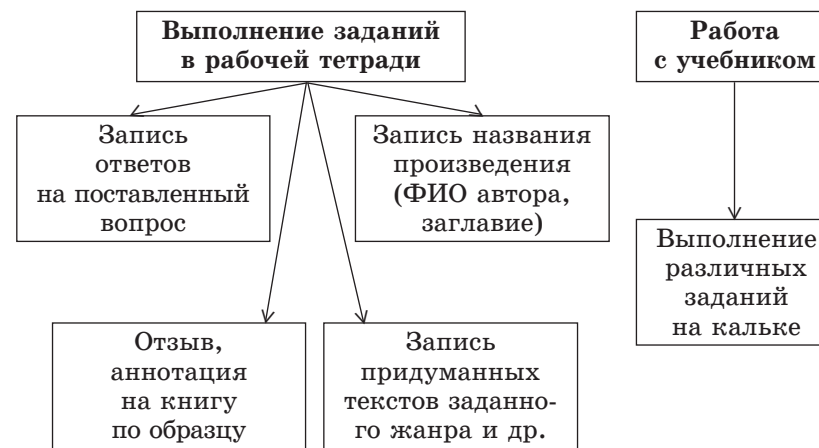 Выполнение заданий
в рабочей тетради
Работа
с учебником
Запись
ответов
на поставленный
вопрос
Запись названия
произведения
(ФИО автора,
заглавие)
Выполнение
различных
заданий
на кальке
Отзыв,
аннотация
на книгу
по образцу
Запись
придуманных
текстов заданно-
го жанра и др.